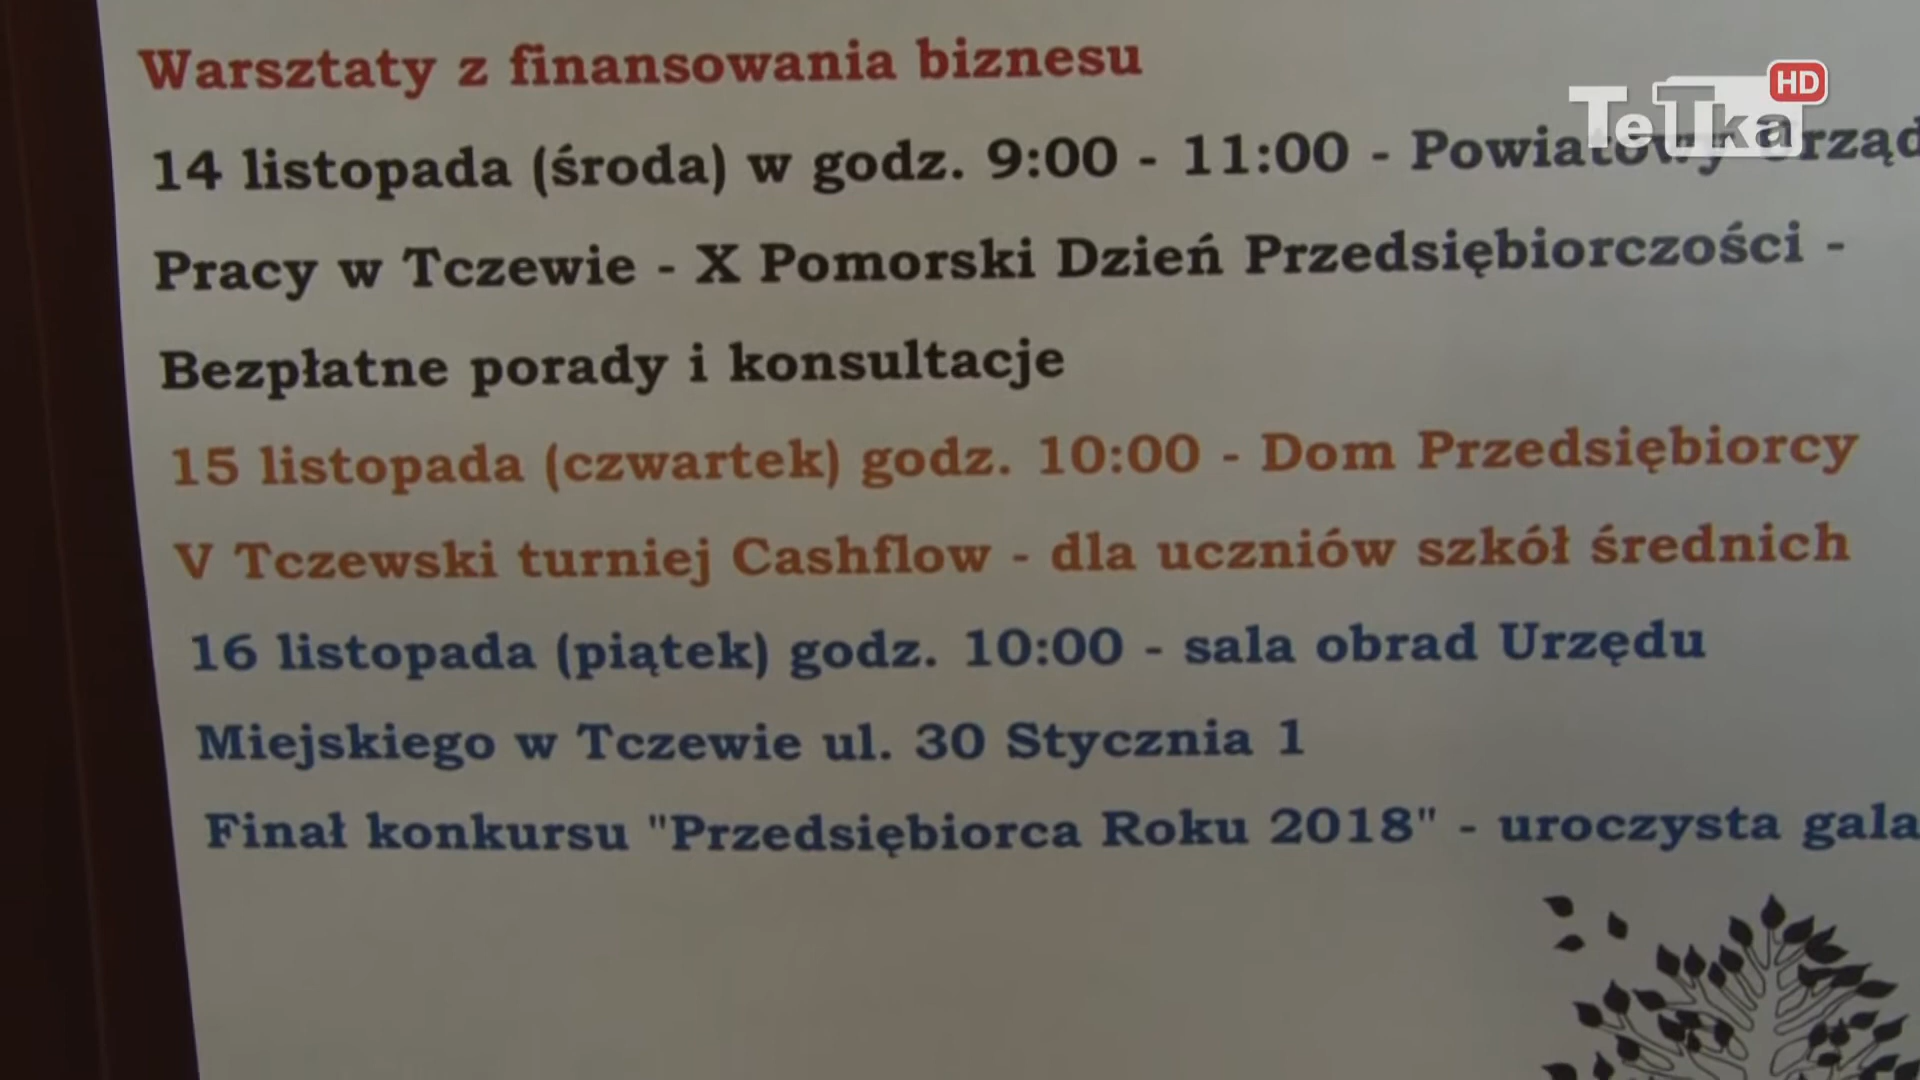 Warsztaty z finansowania biznesu
TeTka HD
14 listopada (środa) w godz. 9:00 - 11:00 - Powiatowy Urząd
Pracy w Tczewie - X Pomorski Dzień Przedsiębiorczości -
Bezpłatne porady i konsultacje
15 listopada (czwartek) godz. 10:00 - Dom Przedsiębiorcy
V Tczewski turniej Cashflow - dla uczniów szkół średnich
16 listopada (piątek) godz. 10:00 - sala obrad Urzędu
Miejskiego w Tczewie ul. 30 Stycznia 1
Finał konkursu "Przedsiębiorca Roku 2018" - uroczysta gala